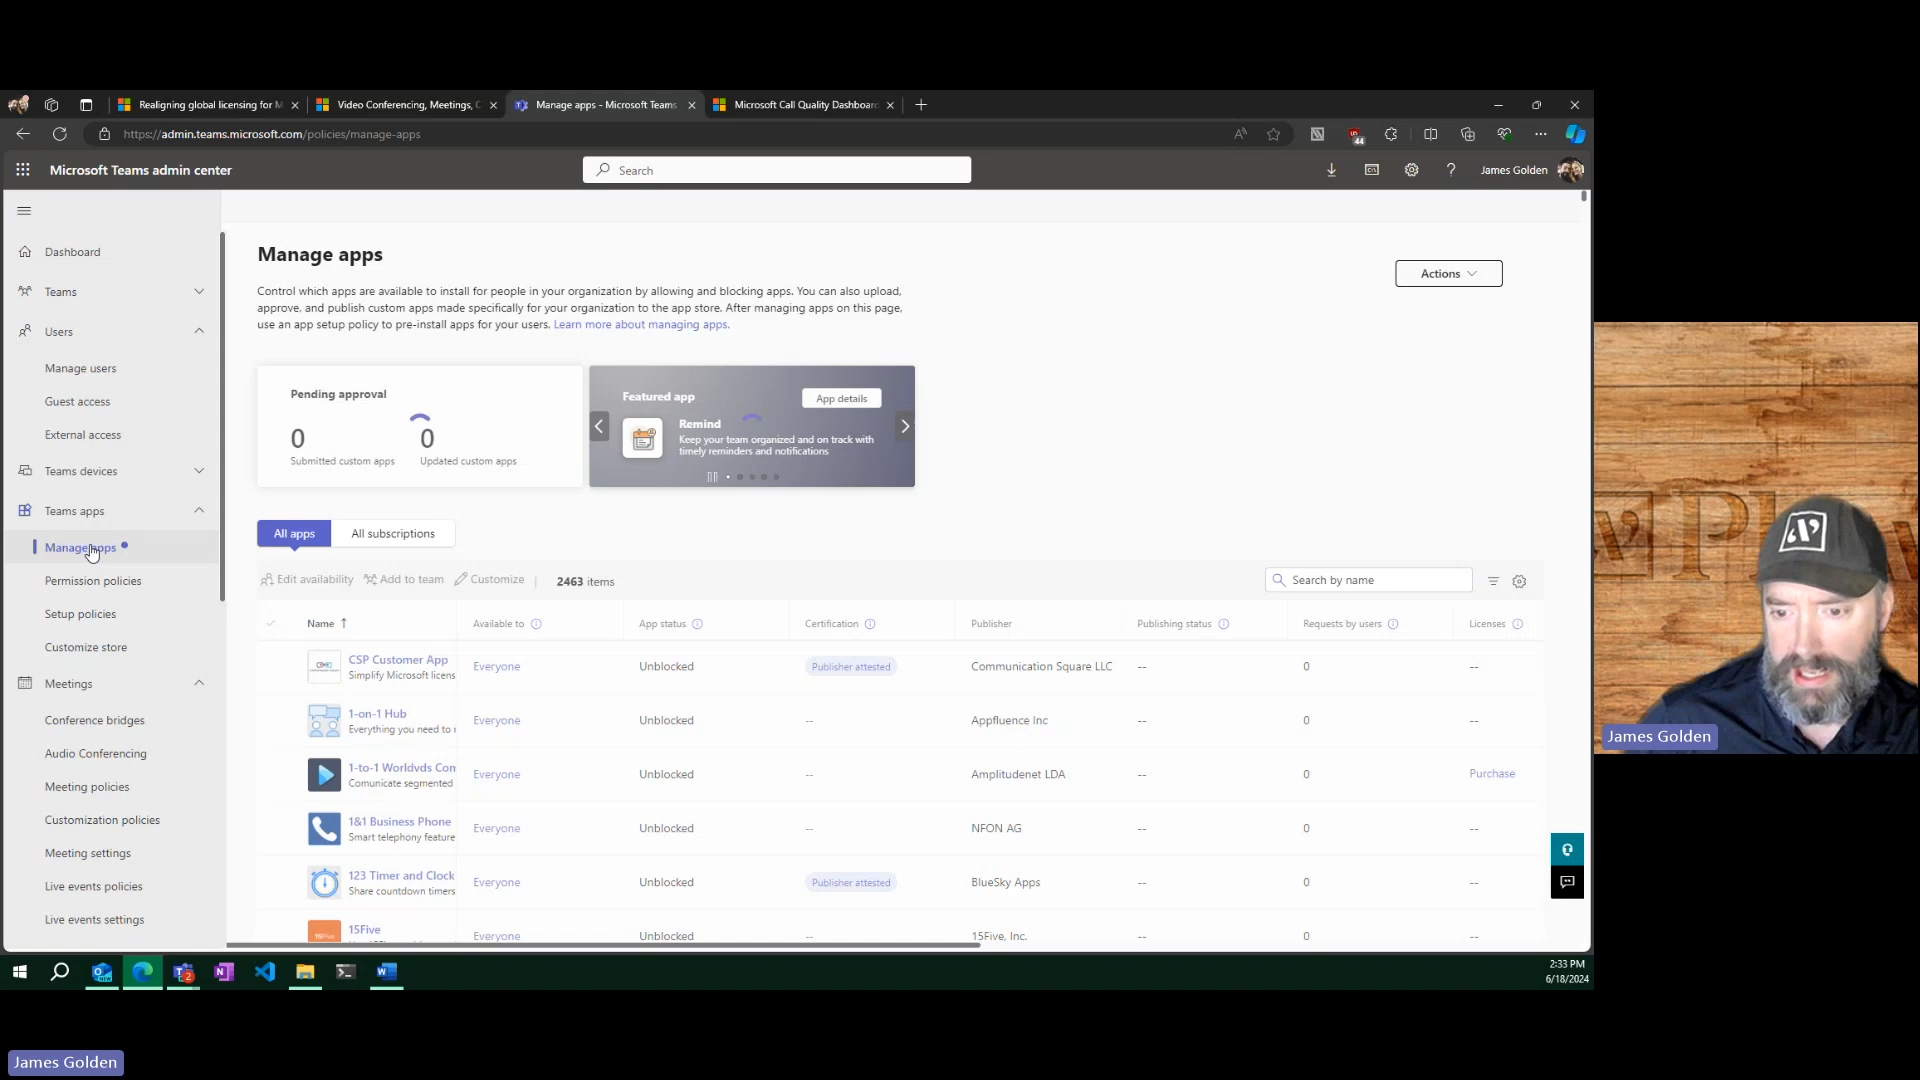 Realigning global licensing for M
Video Conferencing, Meetings, C
Manage apps - Microsoft Teams
Microsoft Call Quality Dashboard
https://admin.teams.microsoft.com/policies/manage-apps
44
Microsoft Teams admin center
Search
James Golden
Dashboard
Teams
Users
Manage users
Guest access
External access
Teams devices
Teams apps
Manage apps
Permission policies
Setup policies
Customize store
Meetings
Conference bridges
Audio Conferencing
Meeting policies
Customization policies
Meeting settings
Live events policies
Live events settings
Manage apps
Actions
Control which apps are available to install for people in your organization by allowing and blocking apps. You can also upload,
approve, and publish custom apps made specifically for your organization to the app store. After managing apps on this page,
use an app setup policy to pre-install apps for your users. Learn more about managing apps.
Pending approval
0 0
Submitted custom apps Updated custom apps
Featured app
App details
Remind
Keep your team organized and on track with
timely reminders and notifications
All apps All subscriptions
Edit availability Add to team Customize | 2463 items
Search by name
Name ↑ Available to App status Certification Publisher Publishing status Requests by users Licenses
CSP Customer App
Simplify Microsoft licens
Everyone Unblocked Publisher attested Communication Square LLC -- 0 --
1-on-1 Hub
Everything you need to r
Everyone Unblocked -- Appfluence Inc -- 0 --
1-to-1 Worldvds Com
Comunicate segmented
Everyone Unblocked -- Amplitudenet LDA -- 0 Purchase
1&1 Business Phone
Smart telephony feature
Everyone Unblocked -- NFON AG -- 0 --
123 Timer and Clock
Share countdown timers
Everyone Unblocked Publisher attested BlueSky Apps -- 0 --
15Five
Everyone Unblocked -- 15Five, Inc. -- 0 --
2:33 PM
6/18/2024
James Golden
James Golden